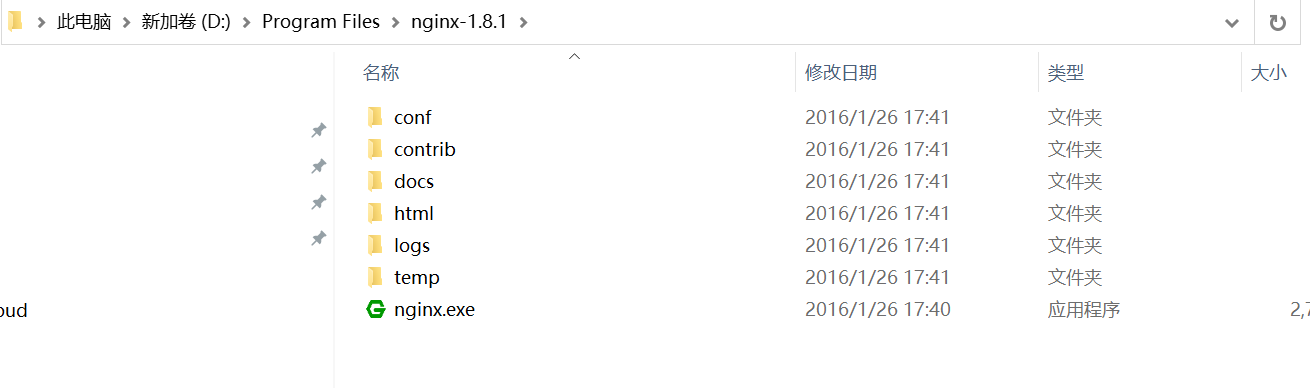 此电脑 > 新加卷 (D:) > Program Files > nginx-1.8.1 >
名称 修改日期 类型 大小
conf 2016/1/26 17:41 文件夹
contrib 2016/1/26 17:41 文件夹
docs 2016/1/26 17:41 文件夹
html 2016/1/26 17:41 文件夹
logs 2016/1/26 17:41 文件夹
temp 2016/1/26 17:41 文件夹
oud nginx.exe 2016/1/26 17:40 应用程序 2,7